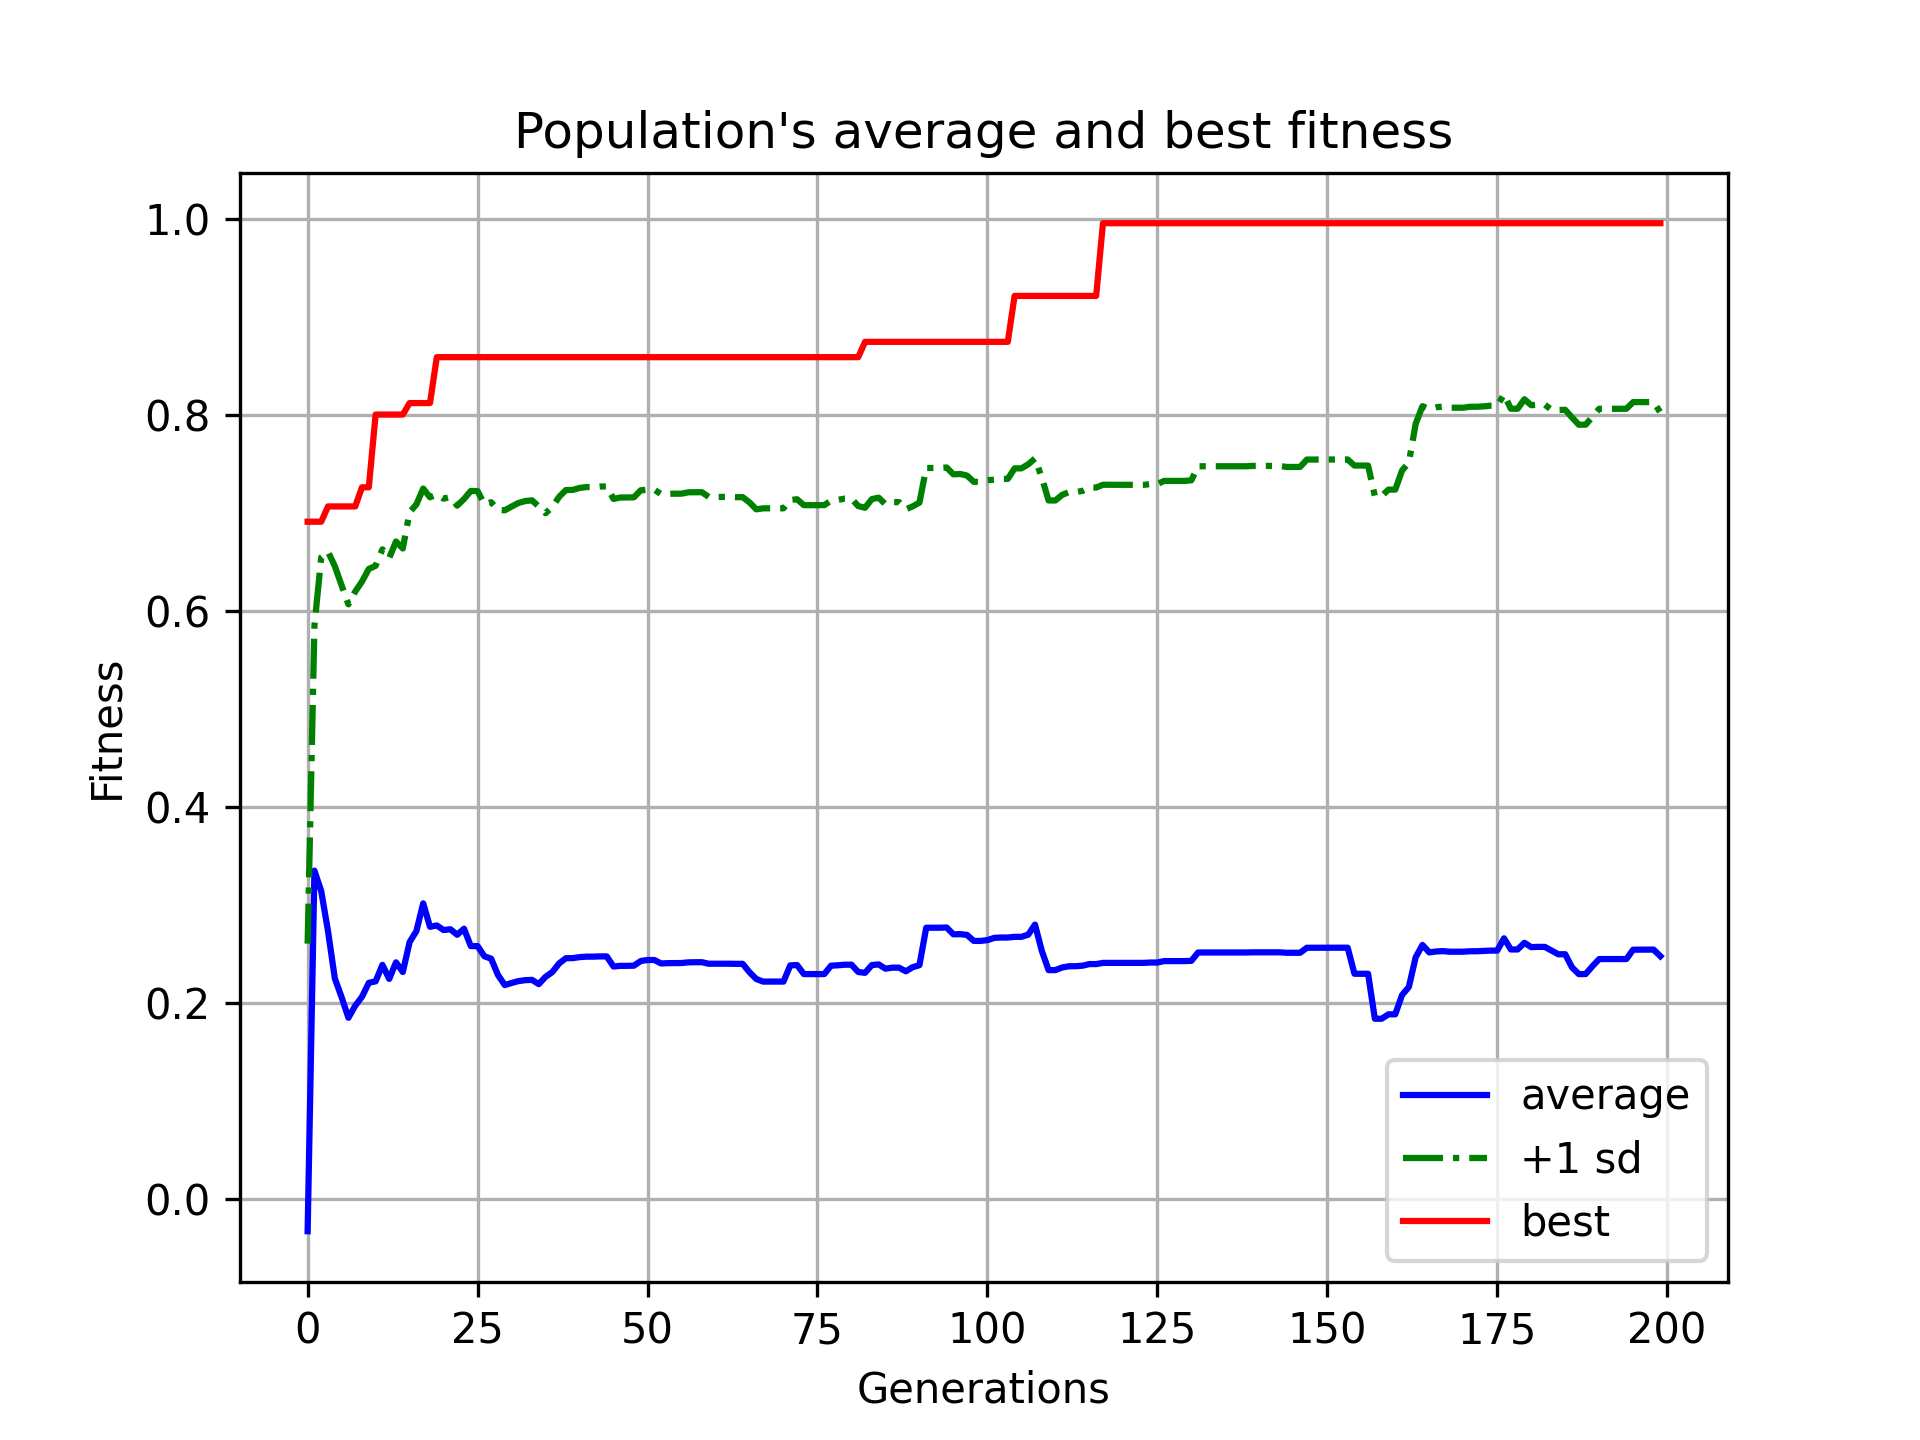 Population's average and best fitness
1.0
0.8
0.6
0.4
0.2
0.0
Fitness
0 25 50 75 100 125 150 175 200
Generations
average
+1 sd
best